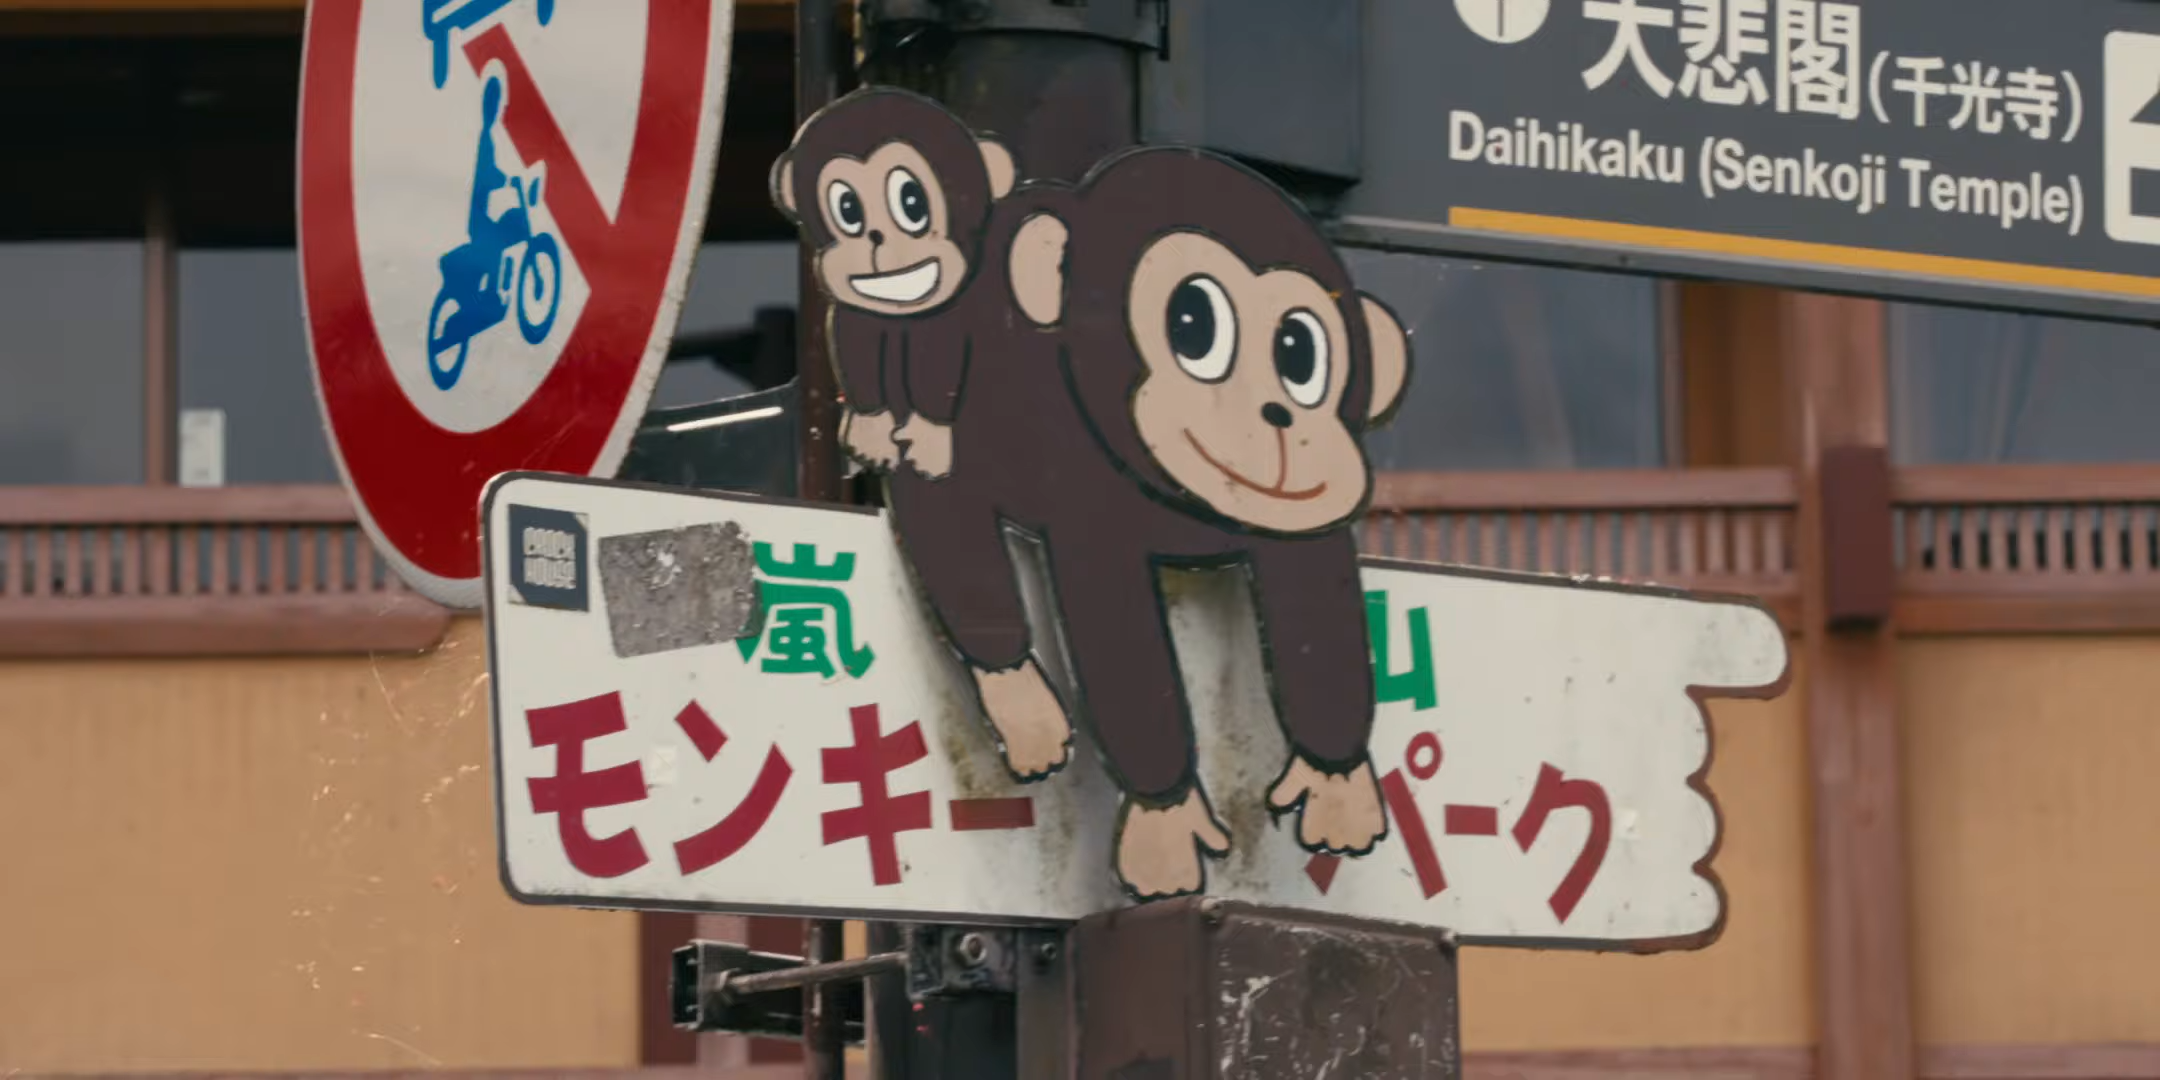 大悲閣(千光寺)
Daihikaku (Senkoji Temple)
嵐山
モンキーパーク